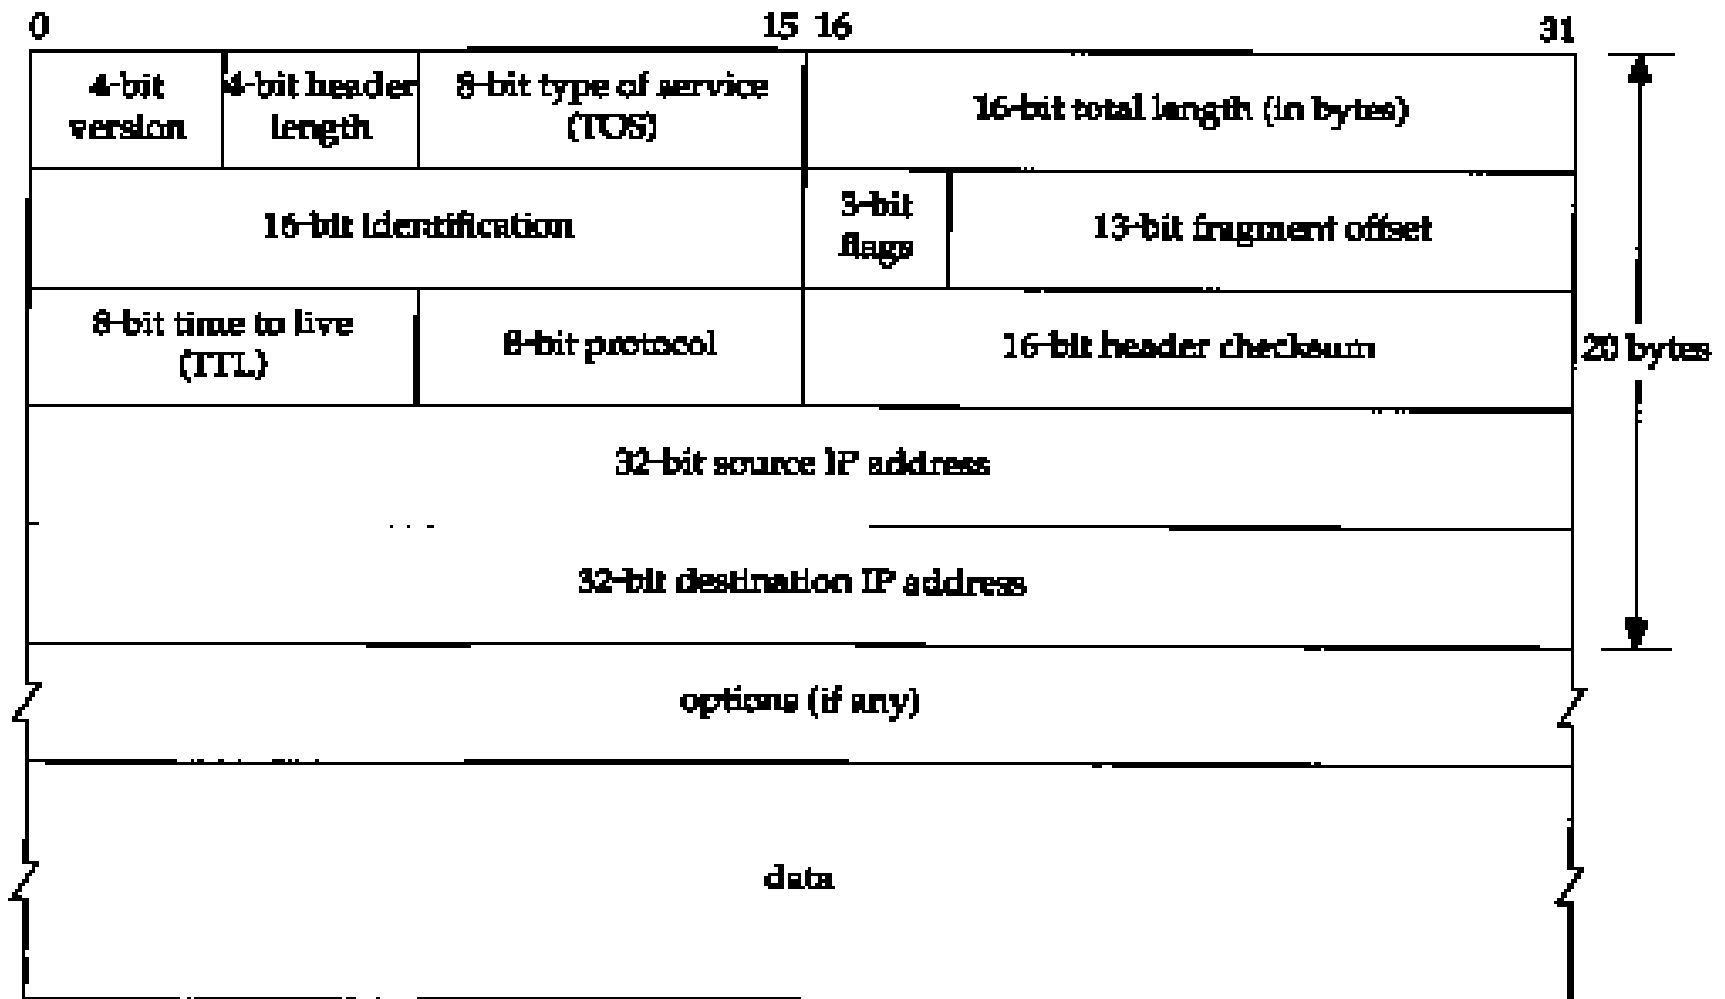 0 15 16 31
4-bit version
4-bit header length
8-bit type of service (TOS)
16-bit total length (in bytes)
16-bit identification
3-bit flags
13-bit fragment offset
8-bit time to live (TTL)
8-bit protocol
16-bit header checksum
20 bytes
32-bit source IP address
32-bit destination IP address
options (if any)
data